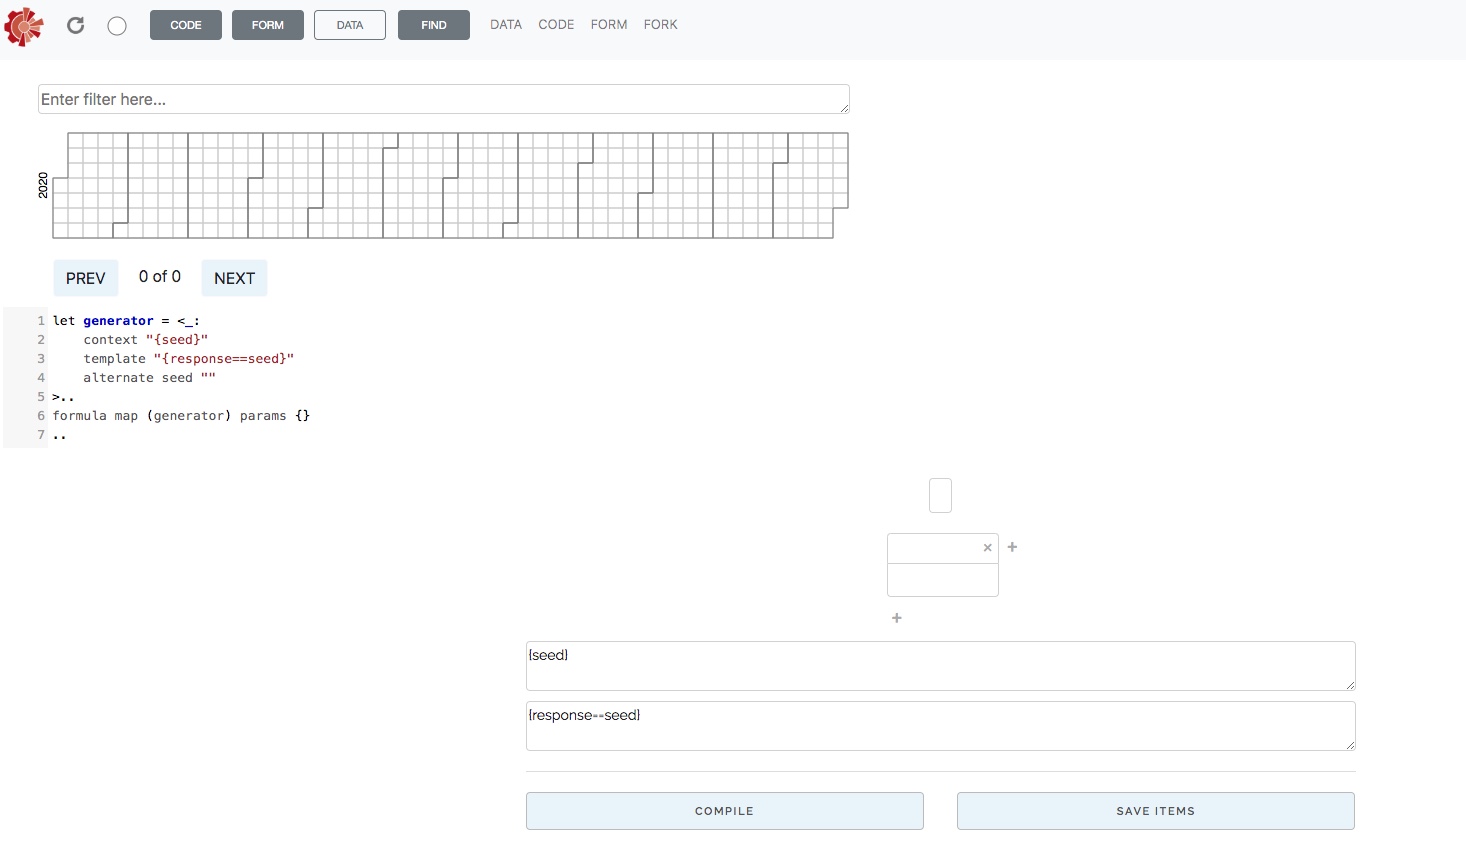 CODE FORM DATA FIND DATA CODE FORM FORK
Enter filter here...
2020
PREV 0 of 0 NEXT
1 let generator = <_:
2 context "{seed}"
3 template "{response==seed}"
4 alternate seed ""
5 >..
6 formula map (generator) params {}
7 ..
× +
+
{seed}
{response==seed}
COMPILE SAVE ITEMS